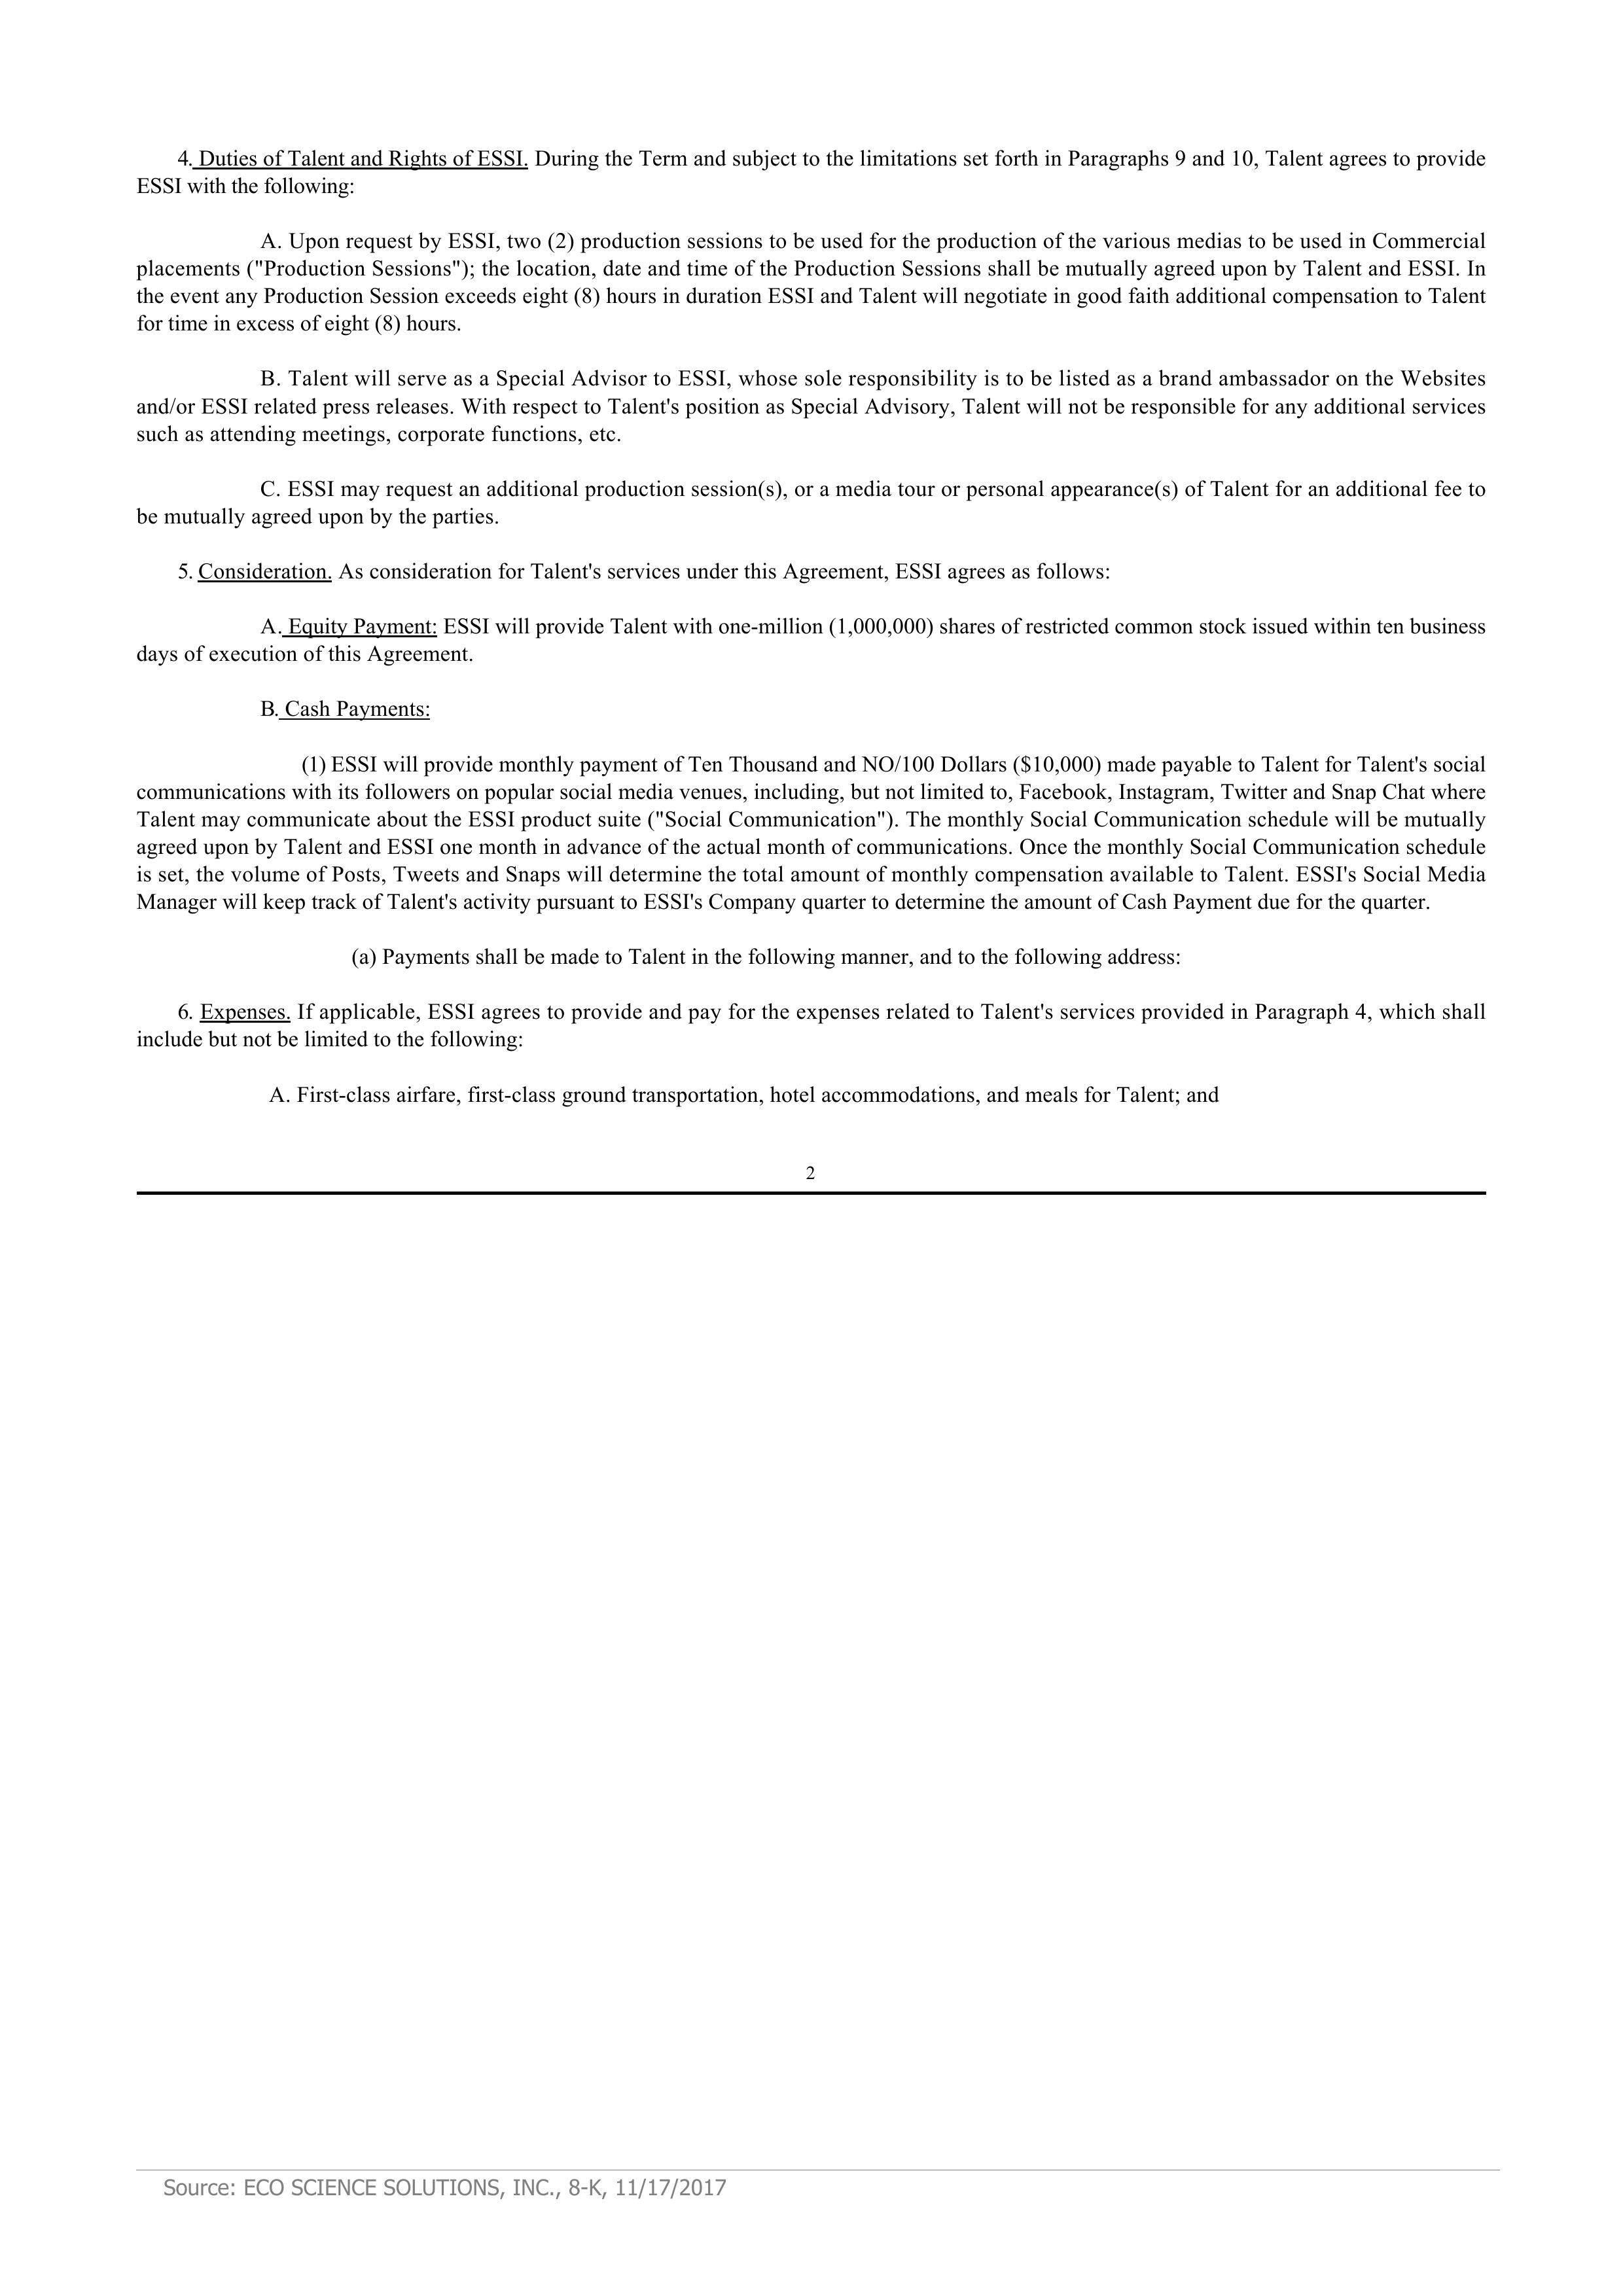 4. Duties of Talent and Rights of ESSI. During the Term and subject to the limitations set forth in Paragraphs 9 and 10, Talent agrees to provide
ESSI with the following:
A. Upon request by ESSI, two (2) production sessions to be used for the production of the various medias to be used in Commercial
placements ("Production Sessions"); the location, date and time of the Production Sessions shall be mutually agreed upon by Talent and ESSI. In
the event any Production Session exceeds eight (8) hours in duration ESSI and Talent will negotiate in good faith additional compensation to Talent
for time in excess of eight (8) hours.
B. Talent will serve as a Special Advisor to ESSI, whose sole responsibility is to be listed as a brand ambassador on the Websites
and/or ESSI related press releases. With respect to Talent's position as Special Advisory, Talent will not be responsible for any additional services
such as attending meetings, corporate functions, etc.
C. ESSI may request an additional production session(s), or a media tour or personal appearance(s) of Talent for an additional fee to
be mutually agreed upon by the parties.
5. Consideration. As consideration for Talent's services under this Agreement, ESSI agrees as follows:
A. Equity Payment: ESSI will provide Talent with one-million (1,000,000) shares of restricted common stock issued within ten business
days of execution of this Agreement.
B. Cash Payments:
(1) ESSI will provide monthly payment of Ten Thousand and NO/100 Dollars ($10,000) made payable to Talent for Talent's social
communications with its followers on popular social media venues, including, but not limited to, Facebook, Instagram, Twitter and Snap Chat where
Talent may communicate about the ESSI product suite ("Social Communication"). The monthly Social Communication schedule will be mutually
agreed upon by Talent and ESSI one month in advance of the actual month of communications. Once the monthly Social Communication schedule
is set, the volume of Posts, Tweets and Snaps will determine the total amount of monthly compensation available to Talent. ESSI's Social Media
Manager will keep track of Talent's activity pursuant to ESSI's Company quarter to determine the amount of Cash Payment due for the quarter.
(a) Payments shall be made to Talent in the following manner, and to the following address:
6. Expenses. If applicable, ESSI agrees to provide and pay for the expenses related to Talent's services provided in Paragraph 4, which shall
include but not be limited to the following:
A. First-class airfare, first-class ground transportation, hotel accommodations, and meals for Talent; and
2
Source: ECO SCIENCE SOLUTIONS, INC., 8-K, 11/17/2017